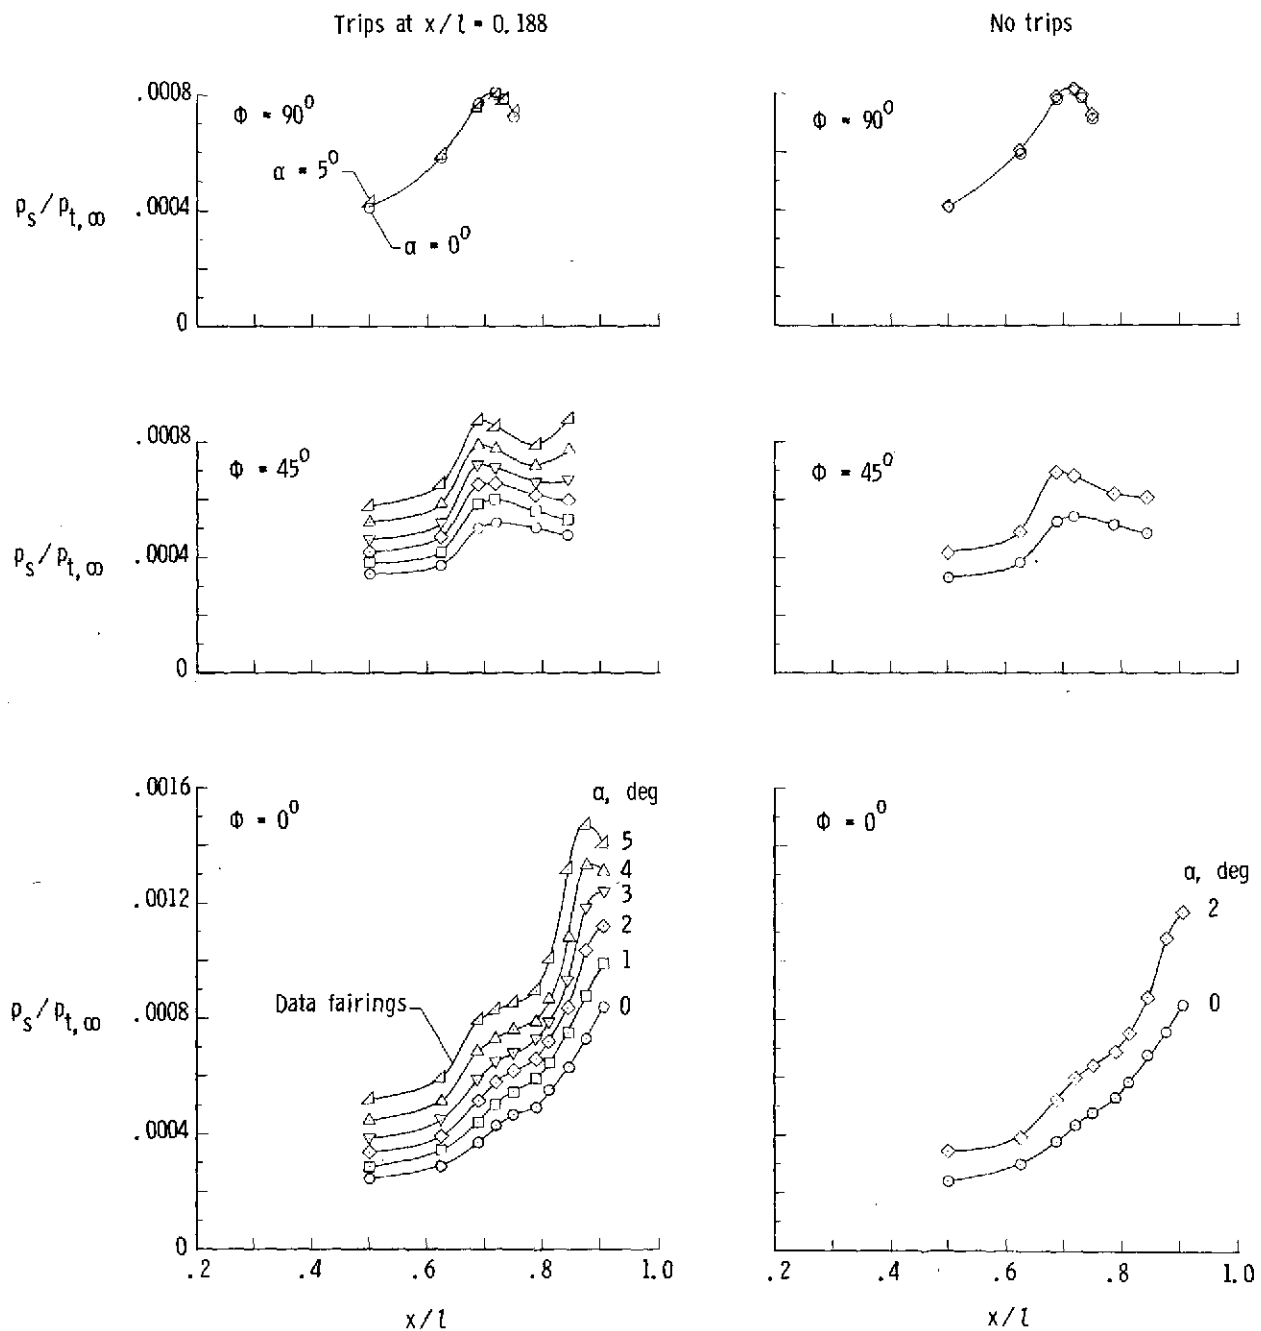 Trips at x/l = 0.188
No trips
.0008
.0004
0
Φ = 90°
α = 5°
α = 0°
p_s/p_t,∞
Φ = 90°
.0008
.0004
0
Φ = 45°
p_s/p_t,∞
Φ = 45°
.0016
.0012
.0008
.0004
0
Φ = 0°
α, deg
5
4
3
2
1
0
Data fairings
p_s/p_t,∞
.2
.4
.6
.8
1.0
x/l
Φ = 0°
α, deg
2
0
.2
.4
.6
.8
1.0
x/l